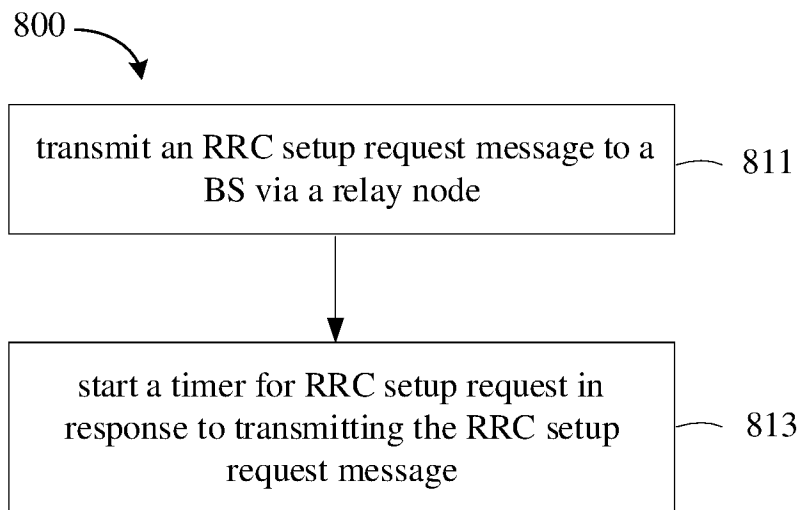 800
transmit an RRC setup request message to a
BS via a relay node
811
start a timer for RRC setup request in
response to transmitting the RRC setup
request message
813